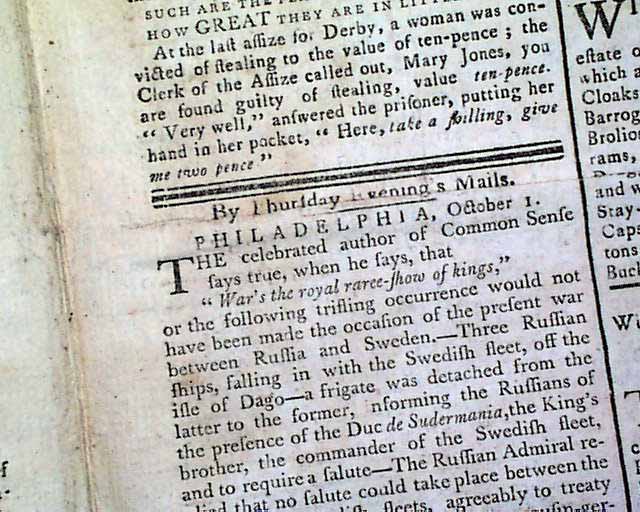 SUCH ARE THE
HOW GREAT THEY ARE IN
At the laſt aſſize for Derby, a woman was con-
victed of ſtealing to the value of ten-pence; the
Clerk of the Aſſize called out, Mary Jones, you
are found guilty of ſtealing, value ten-pence.
“ Very well,” anſwered the priſoner, putting her
hand in her pocket, “ Here, take a ſhilling, give
me two pence”
By Thurſday Evening's Mails.
PHILADELPHIA, October 1.
THE celebrated author of Common Senſe
ſays true, when he ſays, that
“ War's the royal raree-ſhow of kings,”
or the following trifling occurrence would not
have been made the occaſion of the preſent war
between Ruſſia and Sweden.—Three Ruſſian
ſhips, falling in with the Swediſh fleet, off the
iſle of Dago—a frigate was detached from the
latter to the former, nforming the Ruſſians of
the preſence of the Duc de Sudermania, the King's
brother, the commander of the Swediſh fleet,
and to require a ſalute—The Ruſſian Admiral re-
plied that no ſalute could take place between the
fleets, agreeably to treaty
W
eſtate o
which a
Cloaks
Barrog
Brolio
rams,
and w
Stay
Caps
tons
Buck
Wi